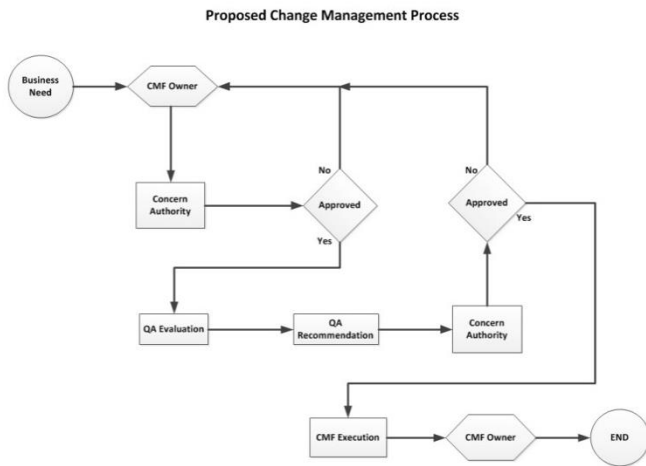 Proposed Change Management Process
Business
Need
CMF Owner
No
No
Concern
Authority
Approved
Approved
Yes
Yes
QA Evaluation
QA
Recommendation
Concern
Authority
CMF Execution
CMF Owner
END